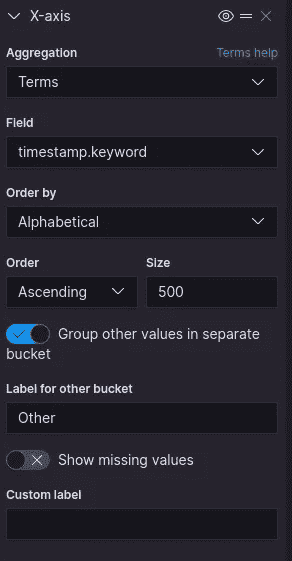 X-axis
Aggregation Terms help
Terms
Field
timestamp.keyword
Order by
Alphabetical
Order Size
Ascending 500
Group other values in separate
bucket
Label for other bucket
Other
Show missing values
Custom label